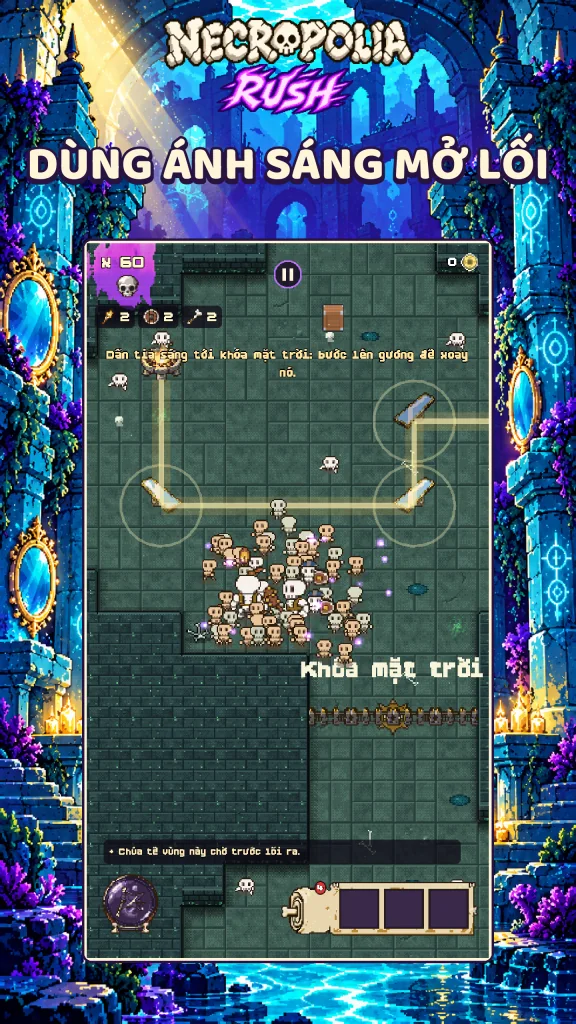 NECROPOLIA
RUSH
DÙNG ÁNH SÁNG MỞ LỐI
x 60
0
2 2 2
Dẫn tia sáng tới khóa mặt trời: bước lên gương để xoay
nó.
Khóa mặt trời
• Chúa tể vùng này chờ trước lối ra.